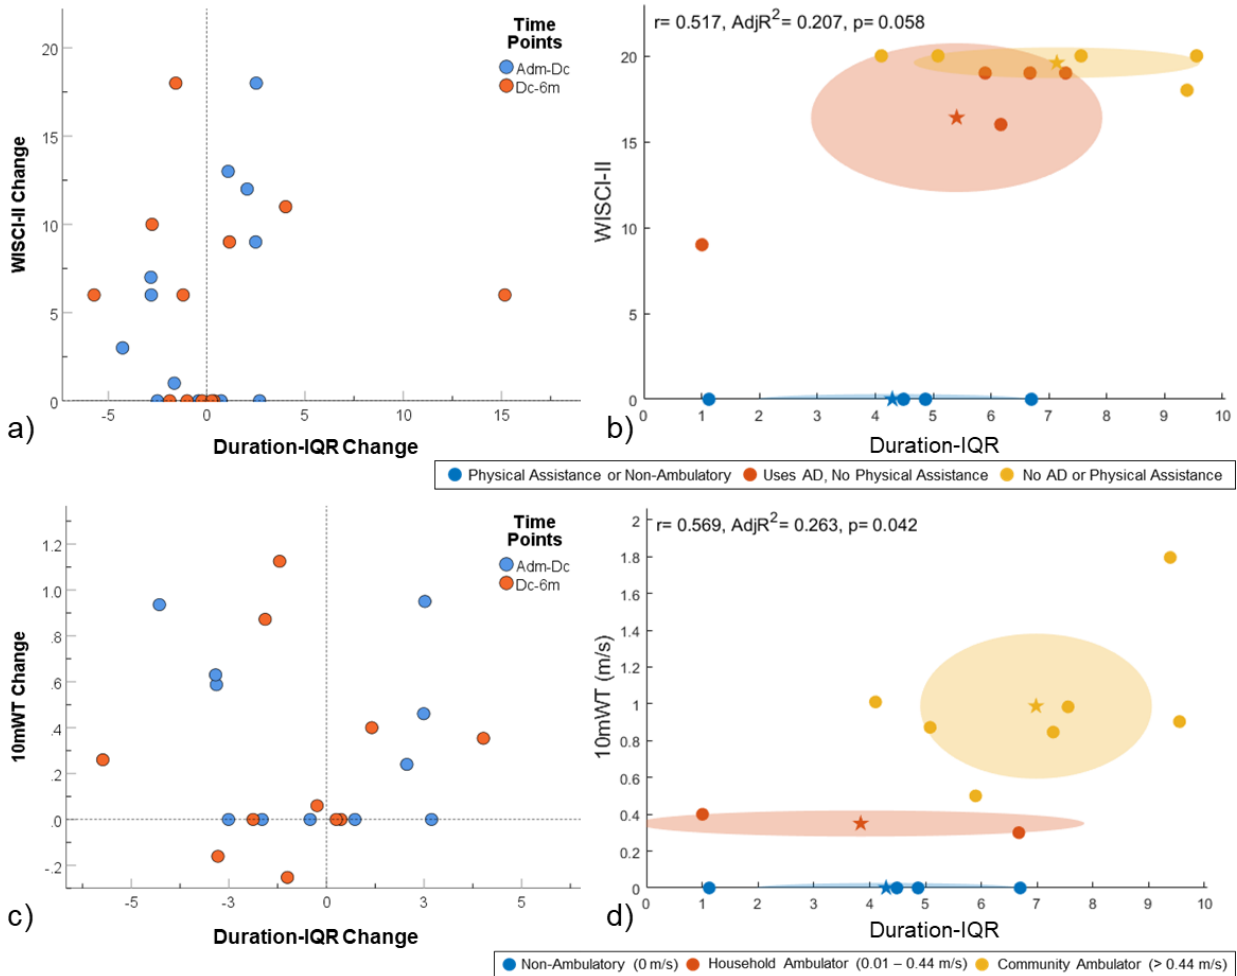 Time
Points
Adm-Dc
Dc-6m
WISCI-II Change
20
15
10
5
0
-5
0
5
10
15
Duration-IQR Change
a)
r= 0.517, AdjR²= 0.207, p= 0.058
WISCI-II
20
15
10
5
0
0
1
2
3
4
5
6
7
8
9
10
Duration-IQR
b)
Physical Assistance or Non-Ambulatory Uses AD, No Physical Assistance No AD or Physical Assistance
Time
Points
Adm-Dc
Dc-6m
10mWT Change
1.2
1.0
.8
.6
.4
.2
.0
-.2
-5
-3
0
3
5
Duration-IQR Change
c)
r= 0.569, AdjR²= 0.263, p= 0.042
10mWT (m/s)
2
1.8
1.6
1.4
1.2
1
0.8
0.6
0.4
0.2
0
0
1
2
3
4
5
6
7
8
9
10
Duration-IQR
d)
Non-Ambulatory (0 m/s) Household Ambulator (0.01 – 0.44 m/s) Community Ambulator (> 0.44 m/s)